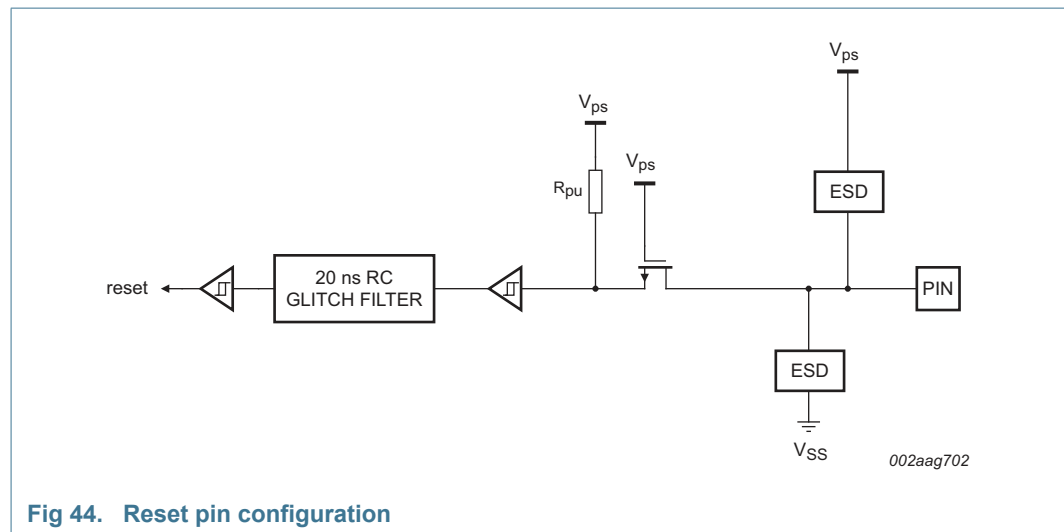 Vps
Vps
Vps
Rpu
ESD
reset
20 ns RC
GLITCH FILTER
PIN
ESD
VSS
002aag702
Fig 44. Reset pin configuration